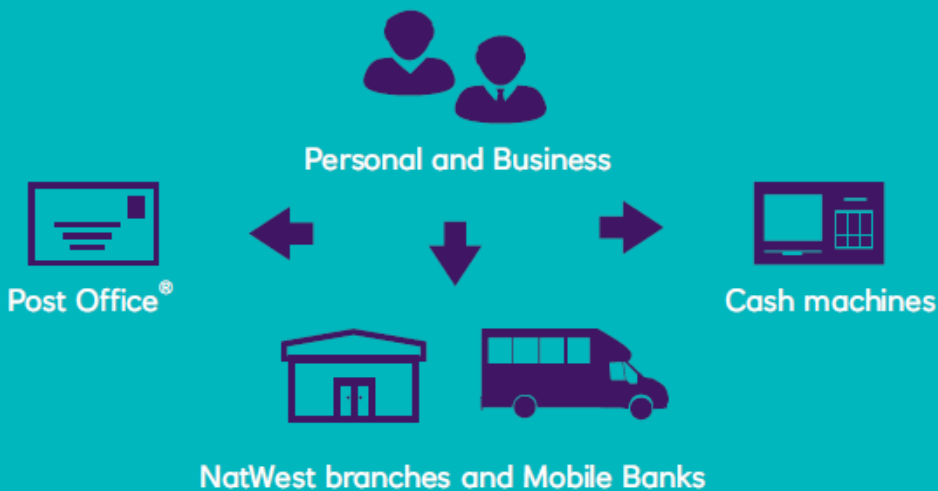 Personal and Business
Post Office®
Cash machines
NatWest branches and Mobile Banks